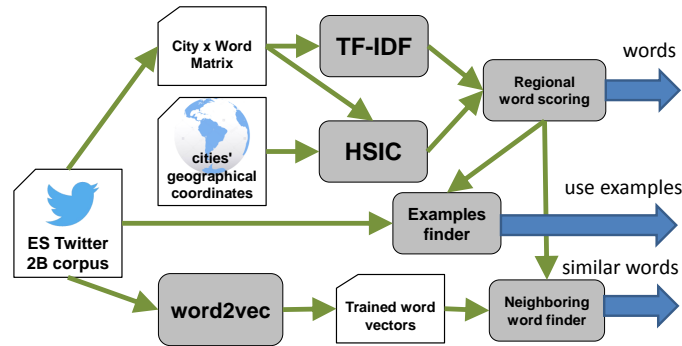 City x Word
Matrix
TF-IDF
words
Regional
word scoring
cities'
geographical
coordinates
HSIC
use examples
ES Twitter
2B corpus
Examples
finder
similar words
word2vec
Trained word
vectors
Neighboring
word finder